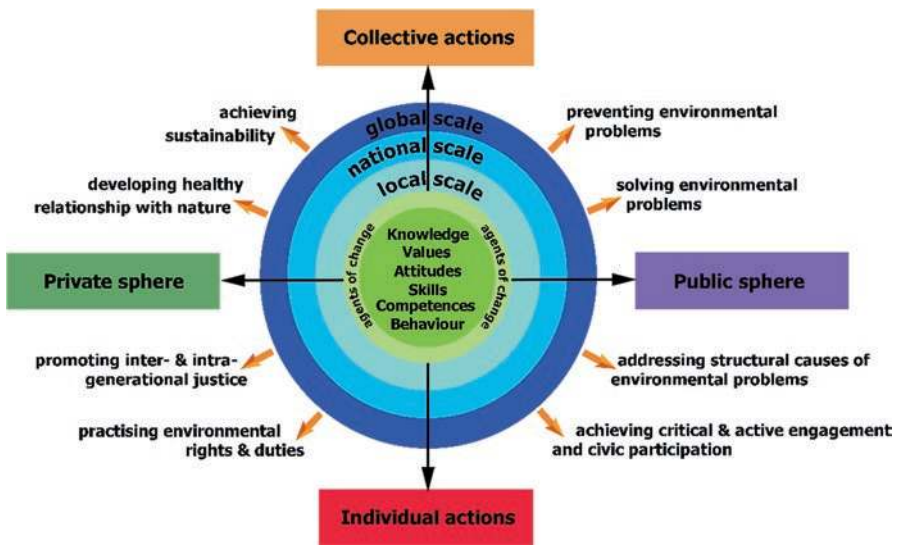 Collective actions
achieving
sustainability
preventing environmental
problems
global scale
national scale
local scale
developing healthy
relationship with nature
solving environmental
problems
agents of change
Knowledge
Values
Attitudes
Skills
Competences
Behaviour
agents of change
Private sphere
Public sphere
promoting inter- & intra-
generational justice
addressing structural causes of
environmental problems
practising environmental
rights & duties
achieving critical & active engagement
and civic participation
Individual actions